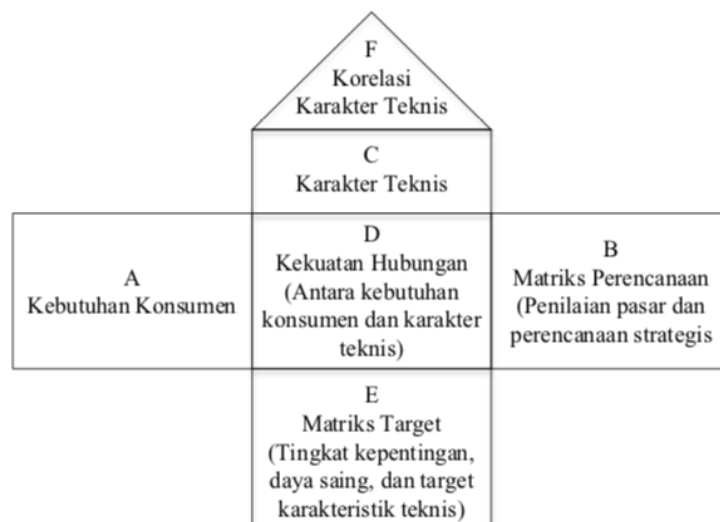 F
Korelasi
Karakter Teknis
C
Karakter Teknis
A
Kebutuhan Konsumen
D
Kekuatan Hubungan
(Antara kebutuhan
konsumen dan karakter
teknis)
B
Matriks Perencanaan
(Penilaian pasar dan
perencanaan strategis
E
Matriks Target
(Tingkat kepentingan,
daya saing, dan target
karakteristik teknis)